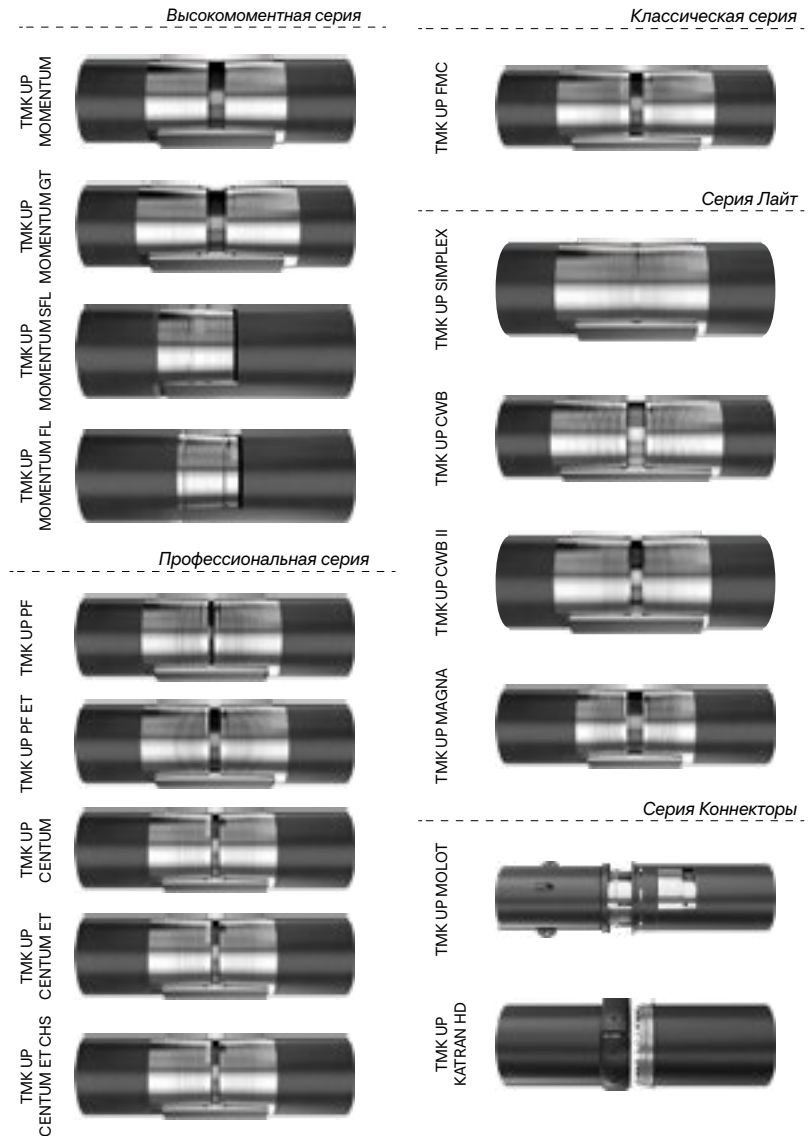 Высокомоментная серия
TMK UP
MOMENTUM
TMK UP
MOMENTUM GT
TMK UP
MOMENTUM SFL
TMK UP
MOMENTUM FL
Профессиональная серия
TMK UP PF
TMK UP PF ET
TMK UP
CENTUM
TMK UP
CENTUM ET
TMK UP
CENTUM ET CHS
Классическая серия
TMK UP FMC
Серия Лайт
TMK UP SIMPLEX
TMK UP CWB
TMK UP CWB II
TMK UP MAGNA
Серия Коннекторы
TMK UP MOLOT
TMK UP
KATRAN HD